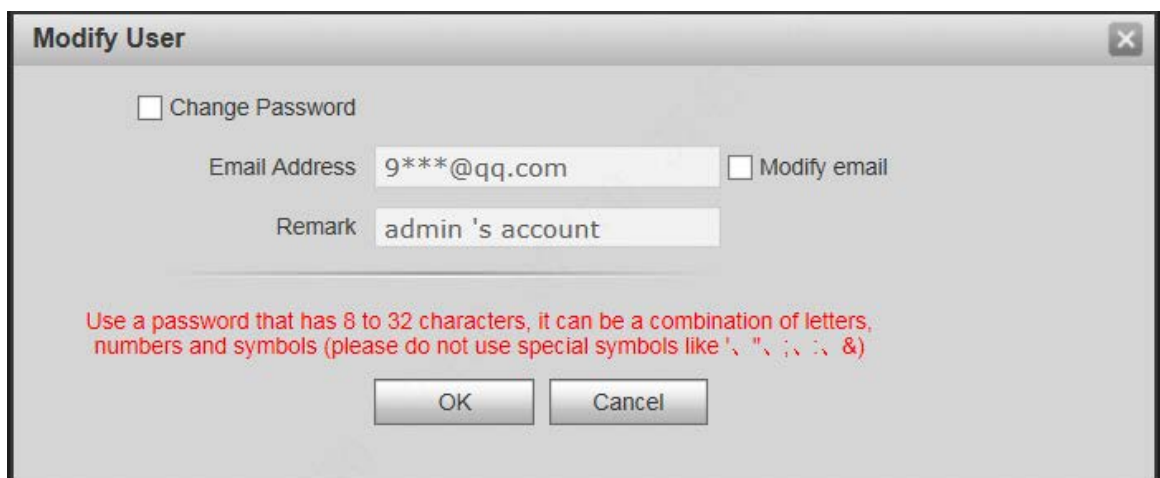 Modify User
Change Password
Email Address 9***@qq.com Modify email
Remark admin 's account
Use a password that has 8 to 32 characters, it can be a combination of letters,
numbers and symbols (please do not use special symbols like '、"、;、:、&)
OK Cancel